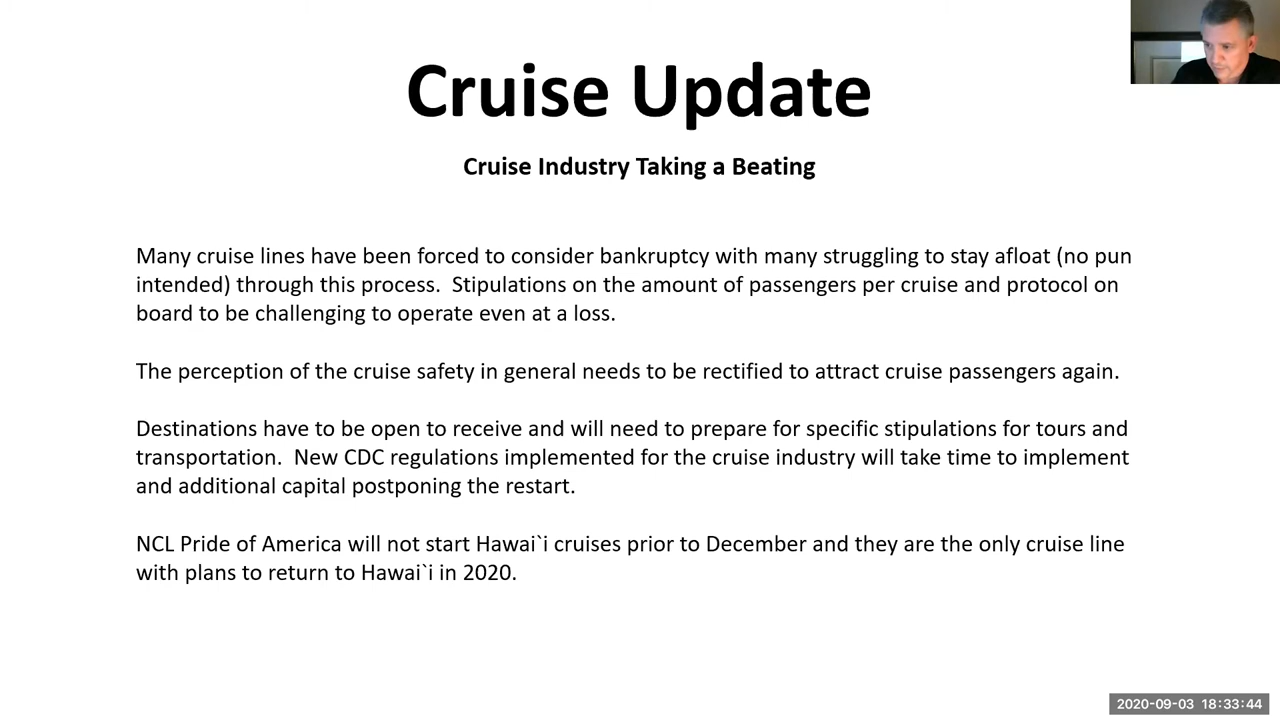 Cruise Update
Cruise Industry Taking a Beating
Many cruise lines have been forced to consider bankruptcy with many struggling to stay afloat (no pun
intended) through this process.  Stipulations on the amount of passengers per cruise and protocol on
board to be challenging to operate even at a loss.
The perception of the cruise safety in general needs to be rectified to attract cruise passengers again.
Destinations have to be open to receive and will need to prepare for specific stipulations for tours and
transportation.  New CDC regulations implemented for the cruise industry will take time to implement
and additional capital postponing the restart.
NCL Pride of America will not start Hawai`i cruises prior to December and they are the only cruise line
with plans to return to Hawai`i in 2020.
2020-09-03 18:33:44